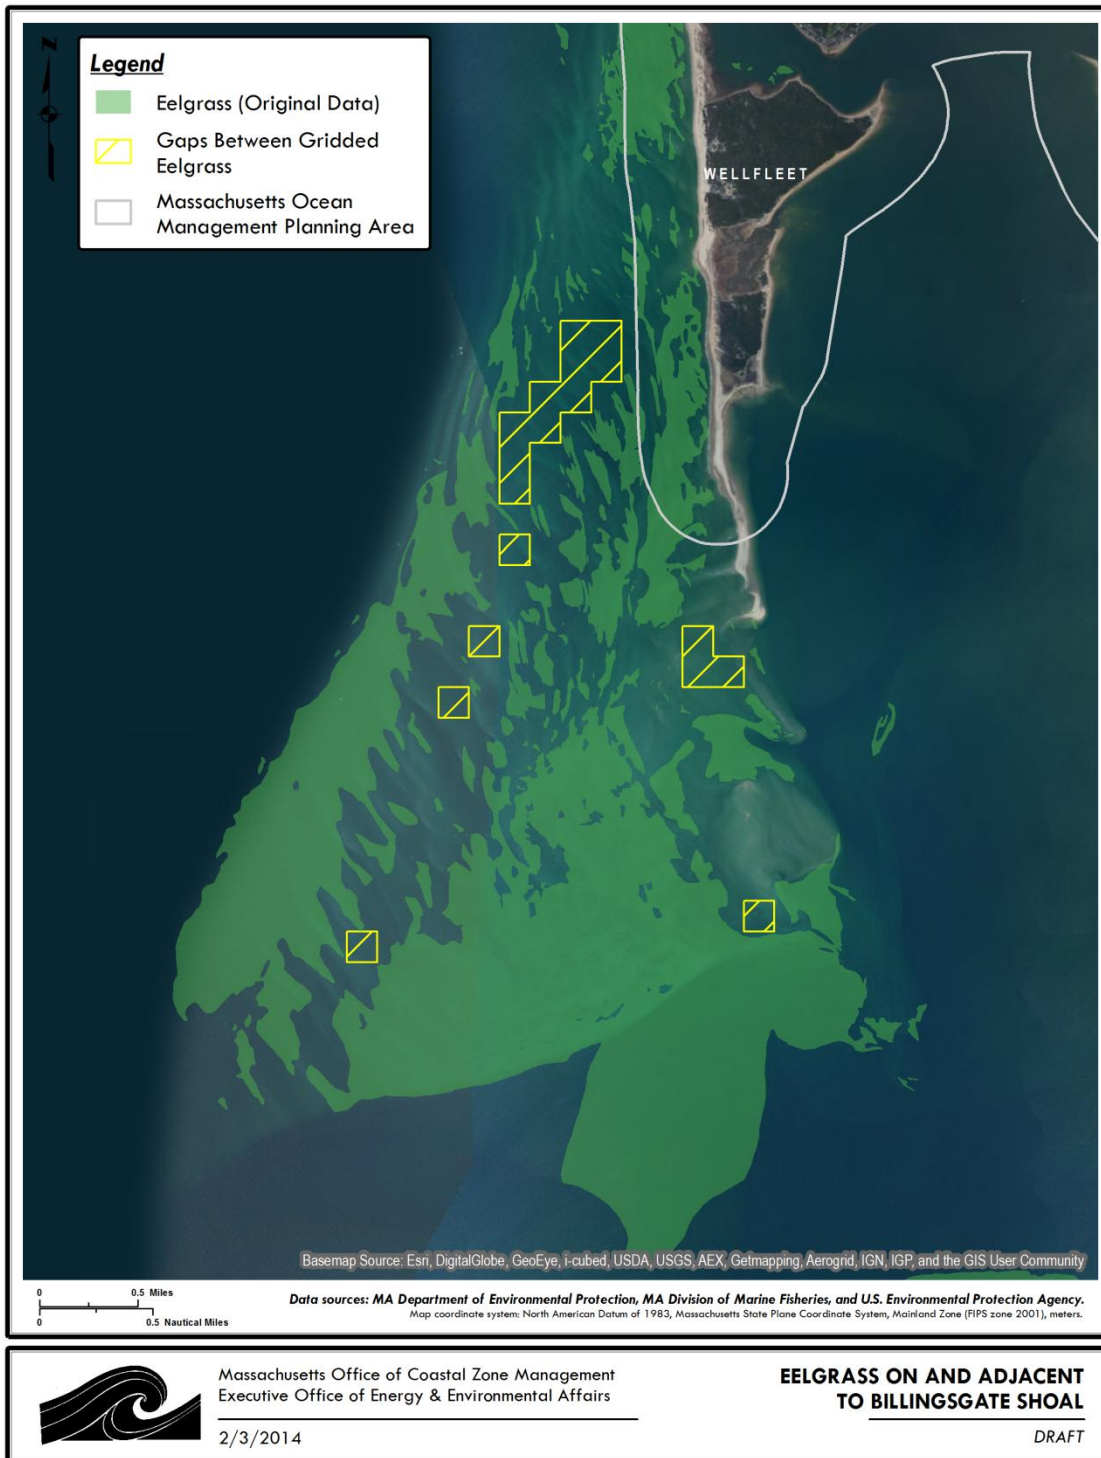 N
Legend
Eelgrass (Original Data)
Gaps Between Gridded
Eelgrass
Massachusetts Ocean
Management Planning Area
WELLFLEET
Basemap Source: Esri, DigitalGlobe, GeoEye, i-cubed, USDA, USGS, AEX, Getmapping, Aerogrid, IGN, IGP, and the GIS User Community
0 0.5 Miles
0 0.5 Nautical Miles
Data sources: MA Department of Environmental Protection, MA Division of Marine Fisheries, and U.S. Environmental Protection Agency.
Map coordinate system: North American Datum of 1983, Massachusetts State Plane Coordinate System, Mainland Zone (FIPS zone 2001), meters.
Massachusetts Office of Coastal Zone Management
Executive Office of Energy & Environmental Affairs
2/3/2014
EELGRASS ON AND ADJACENT
TO BILLINGSGATE SHOAL
DRAFT